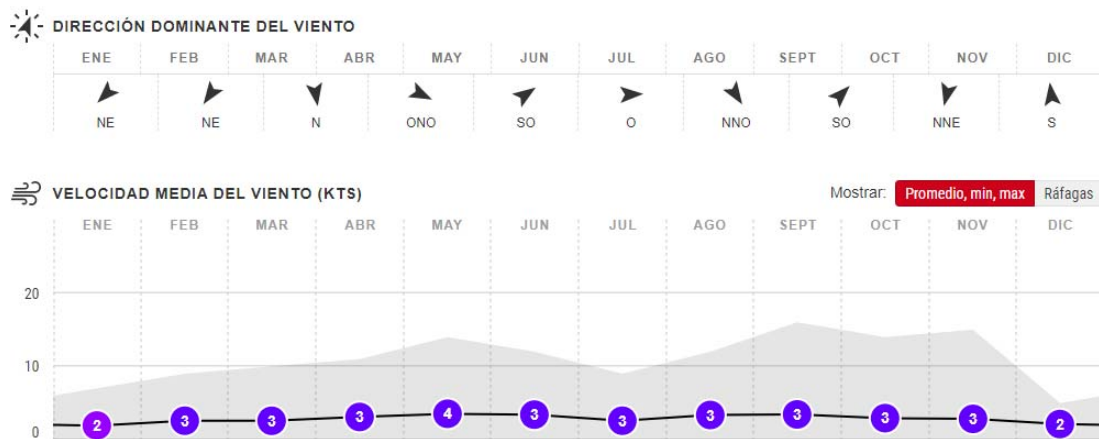 DIRECCIÓN DOMINANTE DEL VIENTO
ENE FEB MAR ABR MAY JUN JUL AGO SEPT OCT NOV DIC
NE NE N ONO SO O NNO SO NNE S
VELOCIDAD MEDIA DEL VIENTO (KTS) Mostrar: Promedio, min, max Ráfagas
ENE FEB MAR ABR MAY JUN JUL AGO SEPT OCT NOV DIC
20
10
0
2 3 3 3 4 3 3 3 3 3 3 2